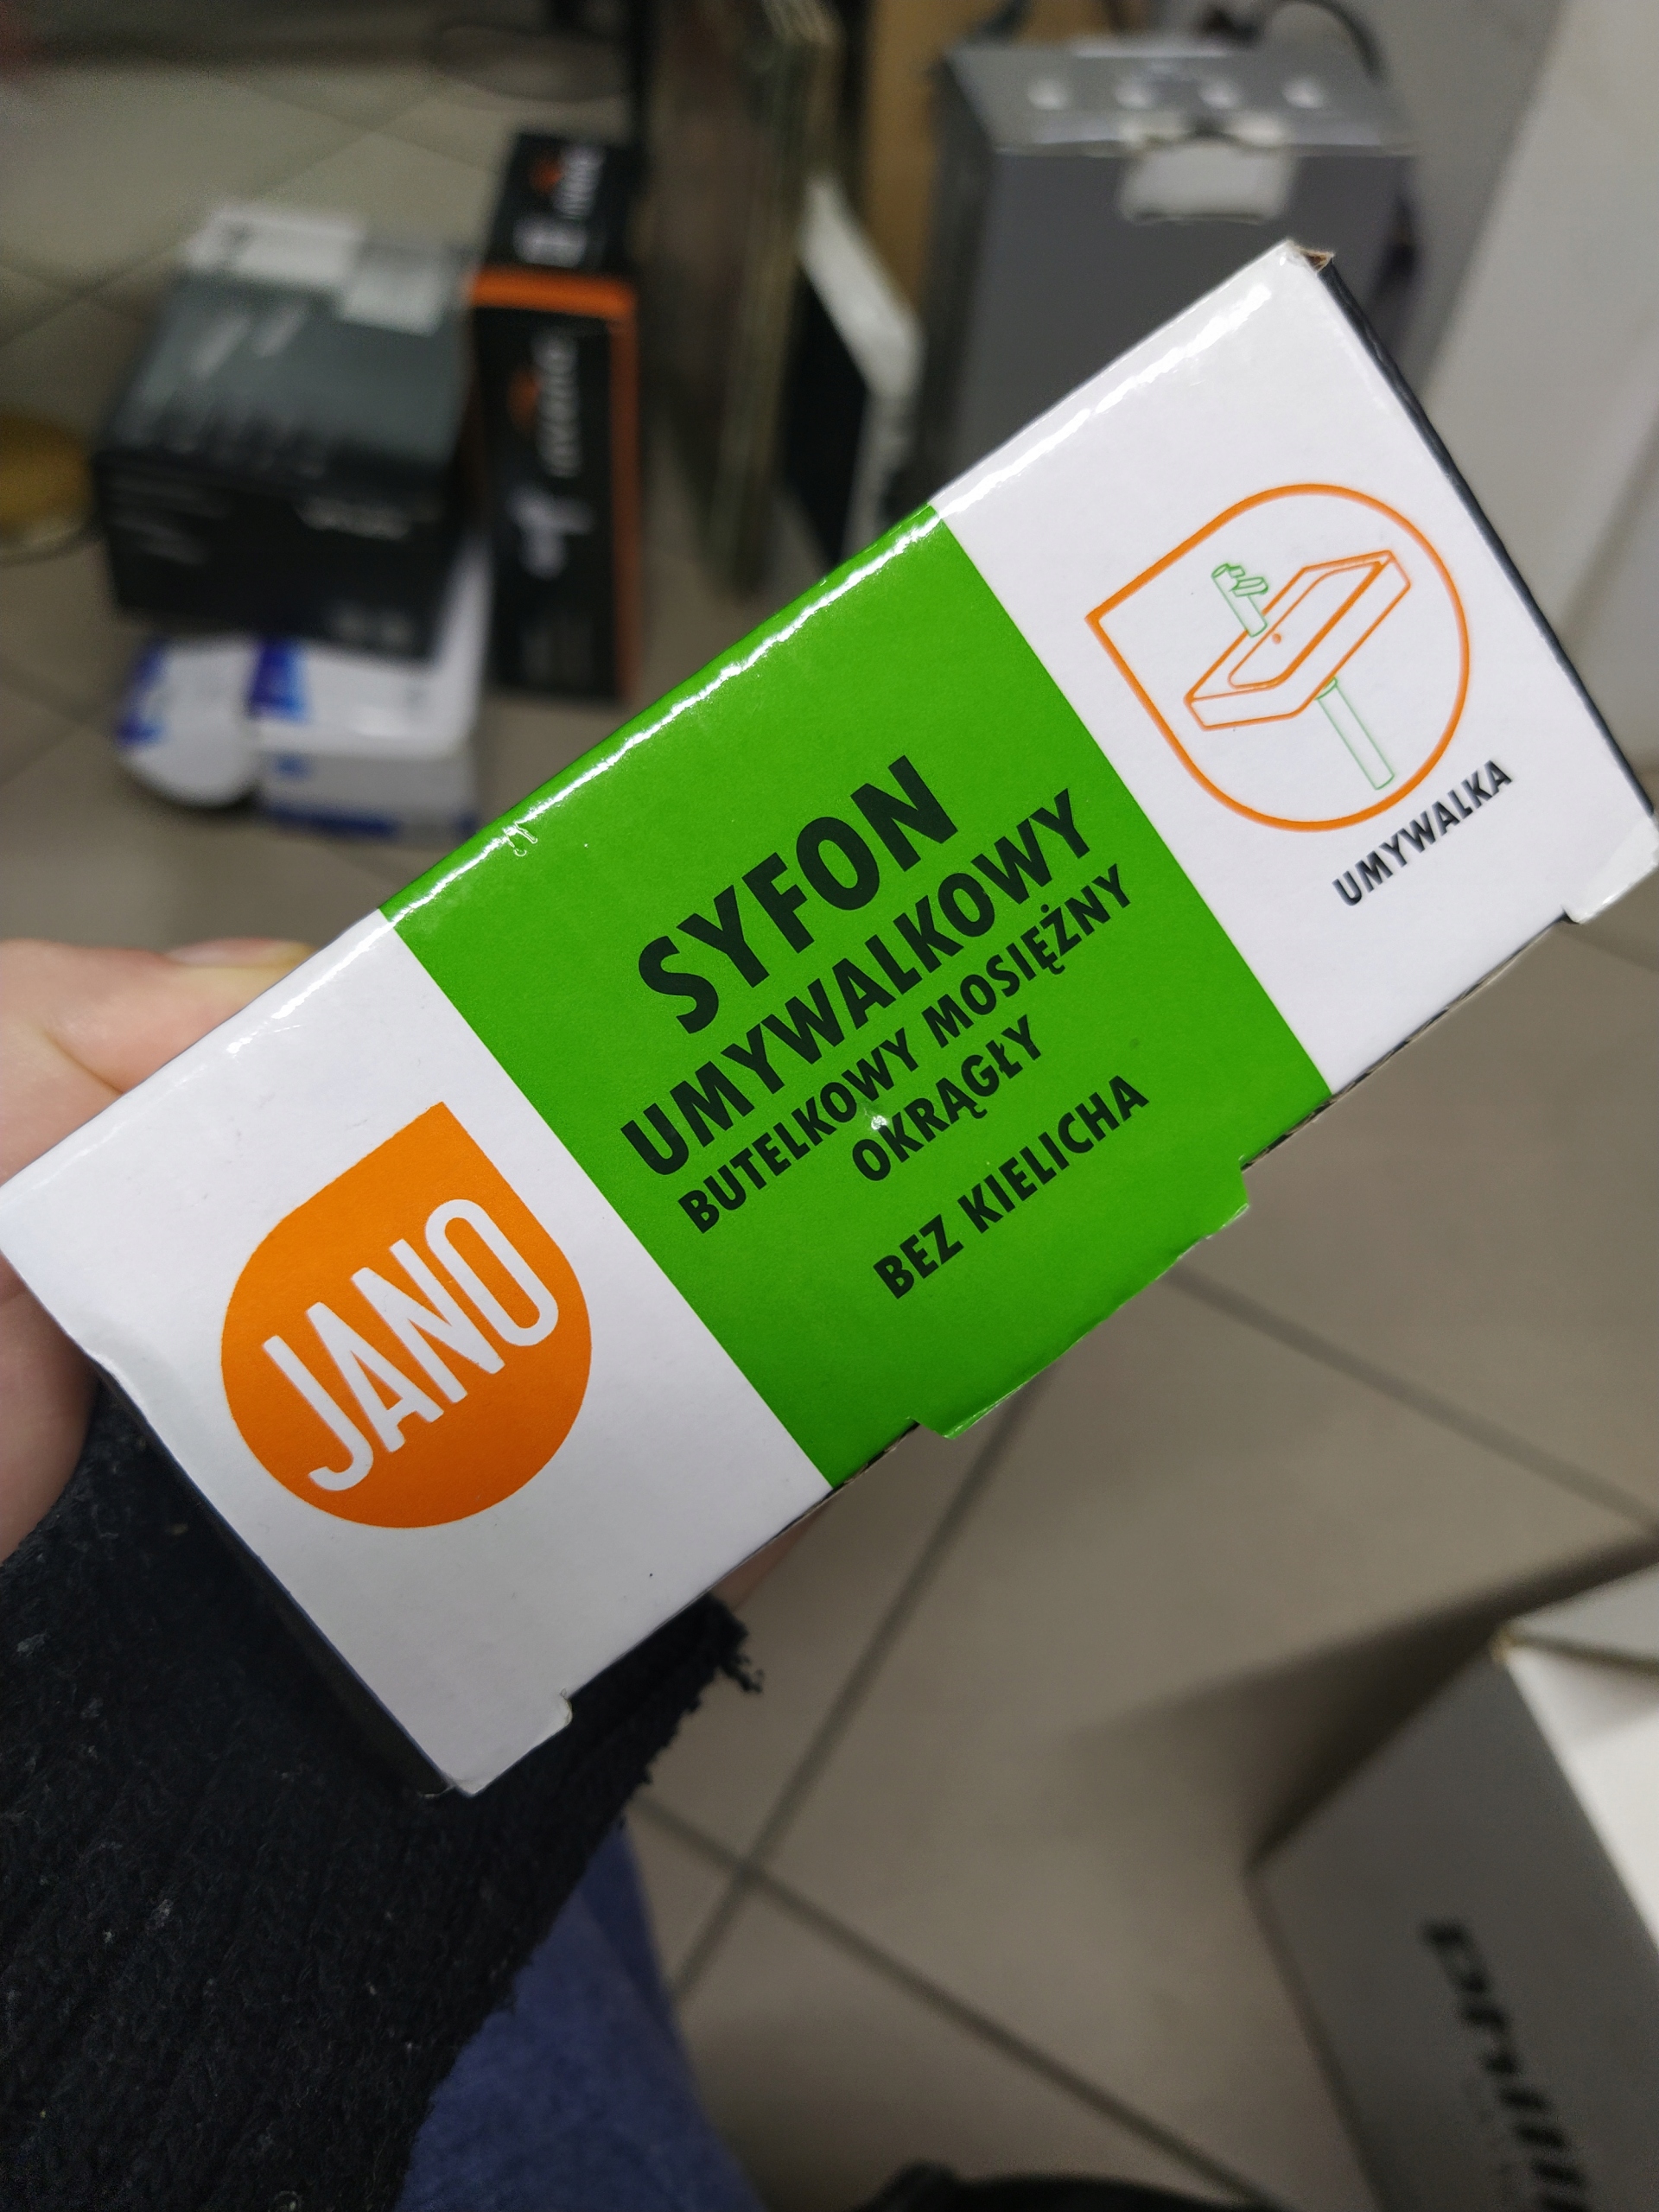 JANO
SYFON
UMYWALKOWY
BUTELKOWY MOSIĘŻNY
OKRĄGŁY
BEZ KIELICHA
UMYWALKA